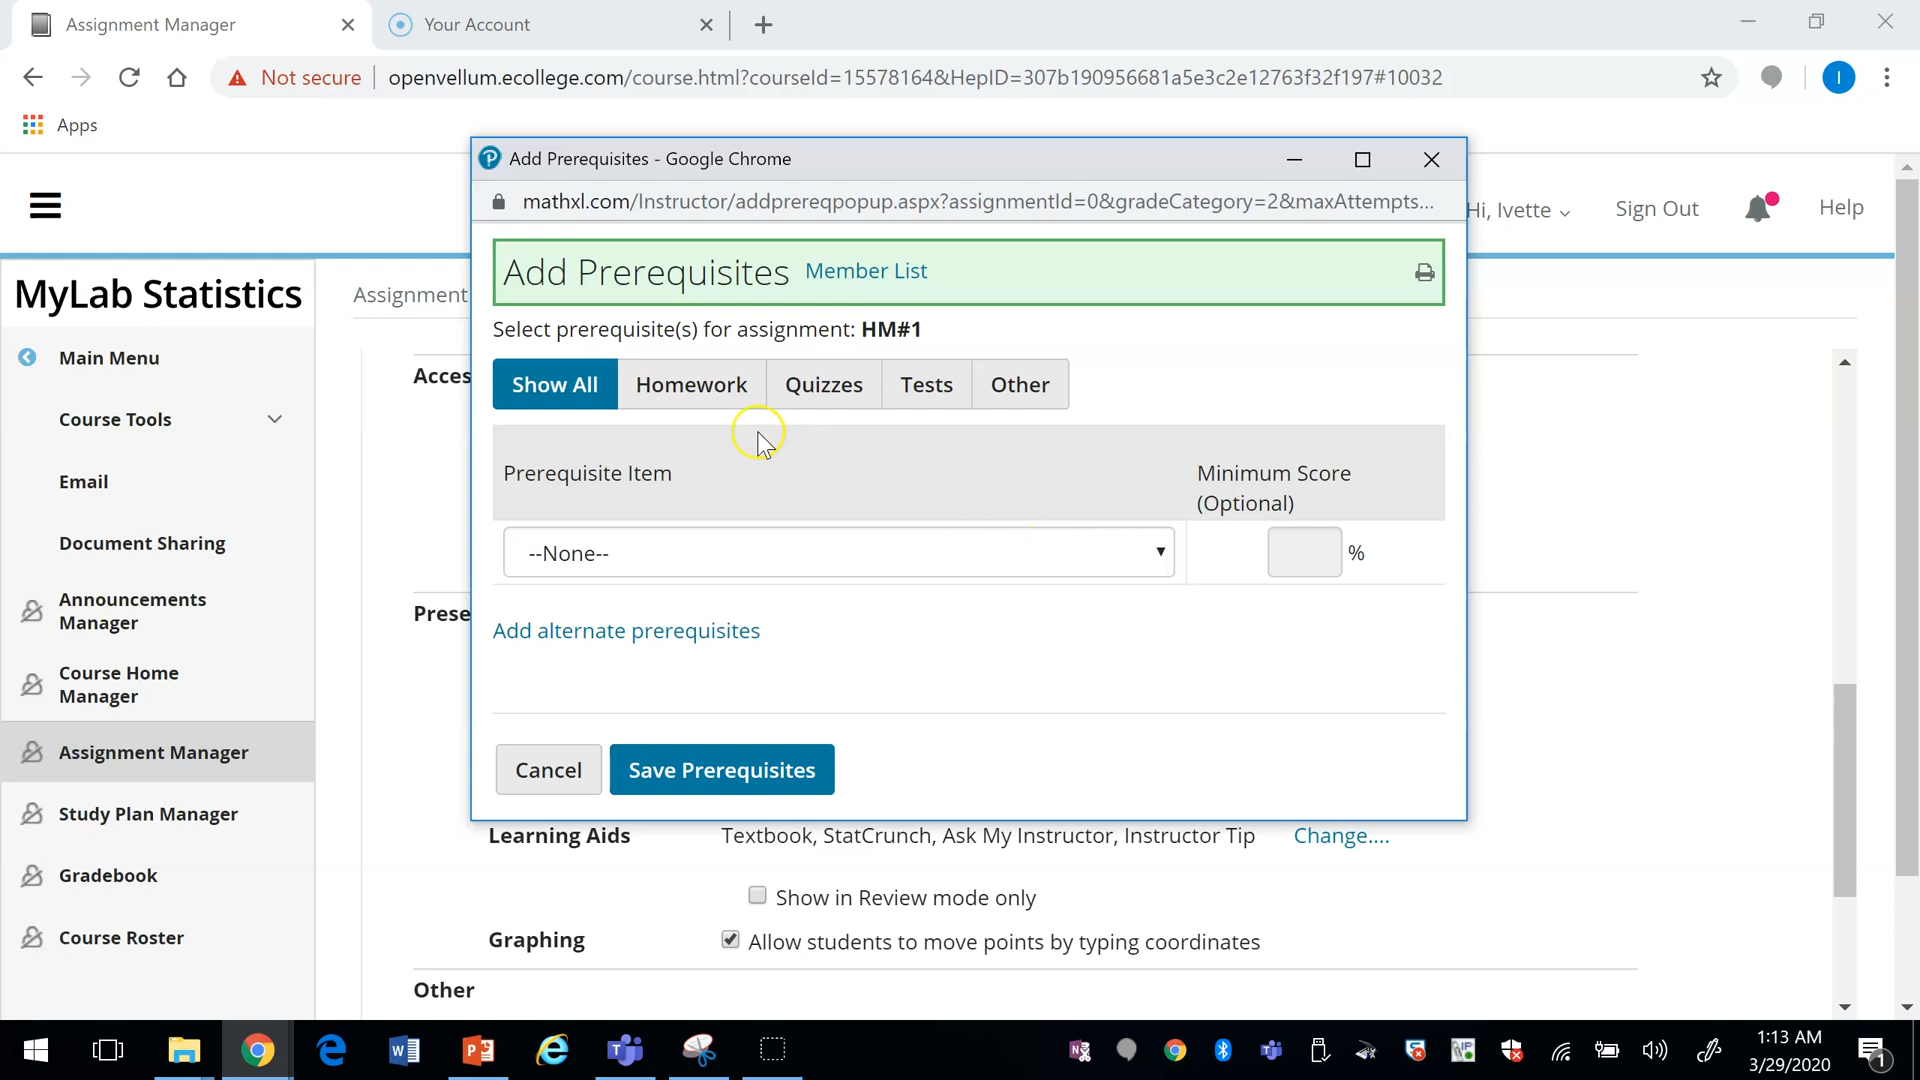 Assignment Manager
Your Account
Not secure
openvellum.ecollege.com/course.html?courseId=15578164&HepID=307b190956681a5e3c2e12763f32f197#10032
I
Apps
Add Prerequisites - Google Chrome
mathxl.com/Instructor/addprereqpopup.aspx?assignmentId=0&gradeCategory=2&maxAttempts...
Hi, Ivette
Sign Out
Help
MyLab Statistics
Main Menu
Course Tools
Email
Document Sharing
Announcements
Manager
Course Home
Manager
Assignment Manager
Study Plan Manager
Gradebook
Course Roster
Assignment
Acces
Prese
Add Prerequisites
Member List
Select prerequisite(s) for assignment: HM#1
Show All
Homework
Quizzes
Tests
Other
Prerequisite Item
Minimum Score
(Optional)
--None--
%
Add alternate prerequisites
Cancel
Save Prerequisites
Learning Aids
Textbook, StatCrunch, Ask My Instructor, Instructor Tip
Change....
Show in Review mode only
Graphing
Allow students to move points by typing coordinates
Other
1:13 AM
3/29/2020
1